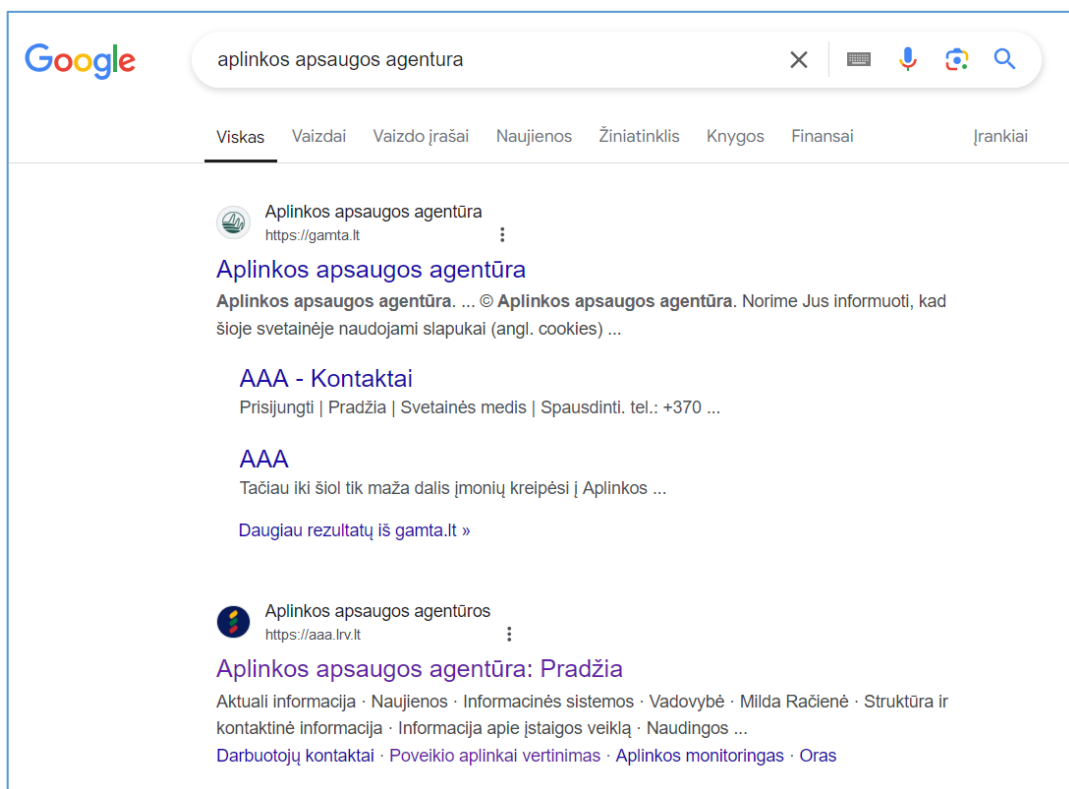 Google
aplinkos apsaugos agentura
Viskas Vaizdai Vaizdo įrašai Naujienos Žiniatinklis Knygos Finansai Įrankiai
Aplinkos apsaugos agentūra
https://gamta.lt
Aplinkos apsaugos agentūra
Aplinkos apsaugos agentūra. ... © Aplinkos apsaugos agentūra. Norime Jus informuoti, kad
šioje svetainėje naudojami slapukai (angl. cookies) ...
AAA - Kontaktai
Prisijungti | Pradžia | Svetainės medis | Spausdinti. tel.: +370 ...
AAA
Tačiau iki šiol tik maža dalis įmonių kreipėsi į Aplinkos ...
Daugiau rezultatų iš gamta.lt »
Aplinkos apsaugos agentūros
https://aaa.lrv.lt
Aplinkos apsaugos agentūra: Pradžia
Aktuali informacija · Naujienos · Informacinės sistemos · Vadovybė · Milda Račienė · Struktūra ir
kontaktinė informacija · Informacija apie įstaigos veiklą · Naudingos ...
Darbuotojų kontaktai · Poveikio aplinkai vertinimas · Aplinkos monitoringas · Oras